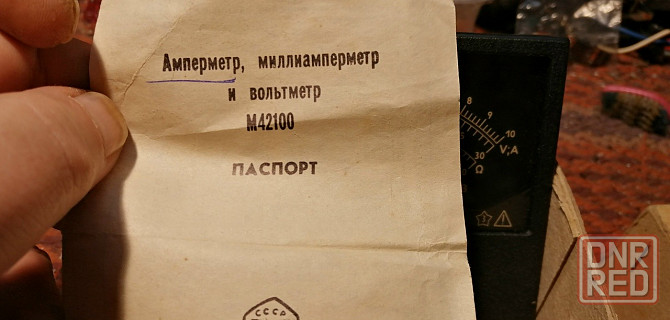 Амперметр, миллиамперметр
и вольтметр
М42100
ПАСПОРТ
СССР
8
9
10
V;A
30
Ω
DNR
RED